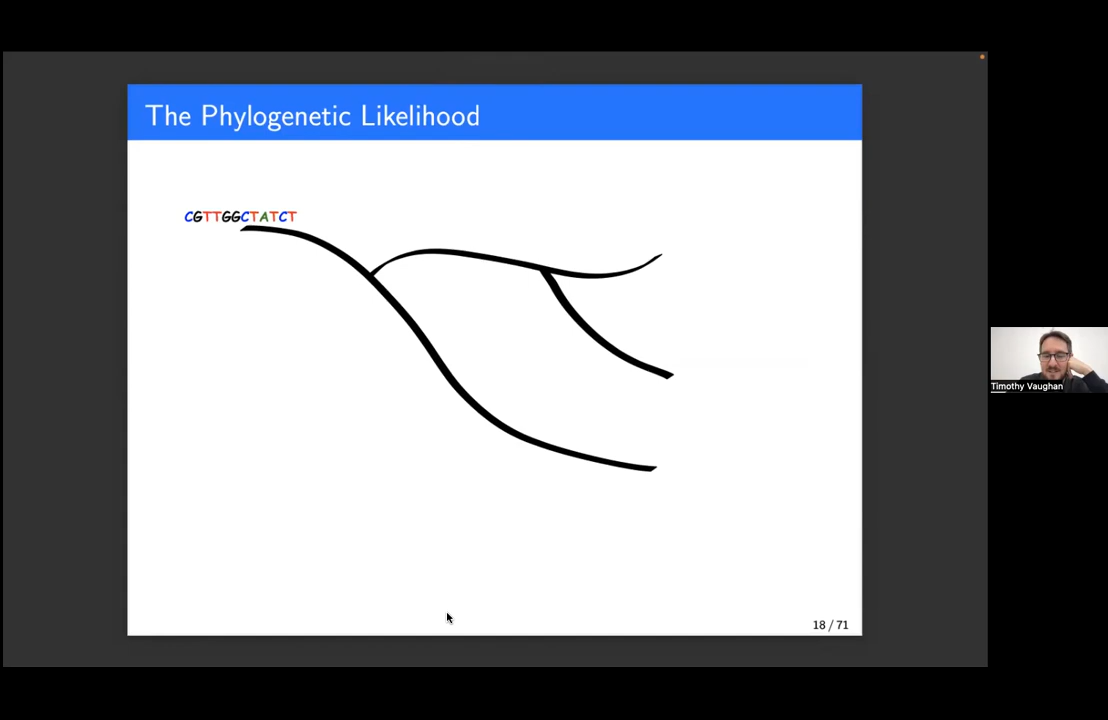 The Phylogenetic Likelihood
CGTTGGCTATCT
Timothy Vaughan
18 / 71